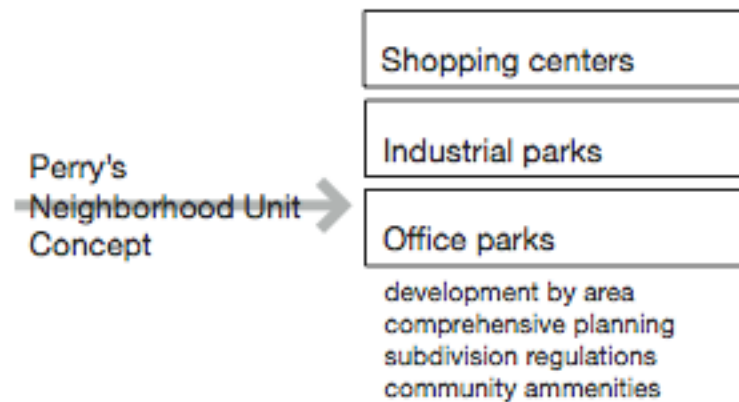 Perry's
Neighborhood Unit
Concept
Shopping centers
Industrial parks
Office parks
development by area
comprehensive planning
subdivision regulations
community ammenities